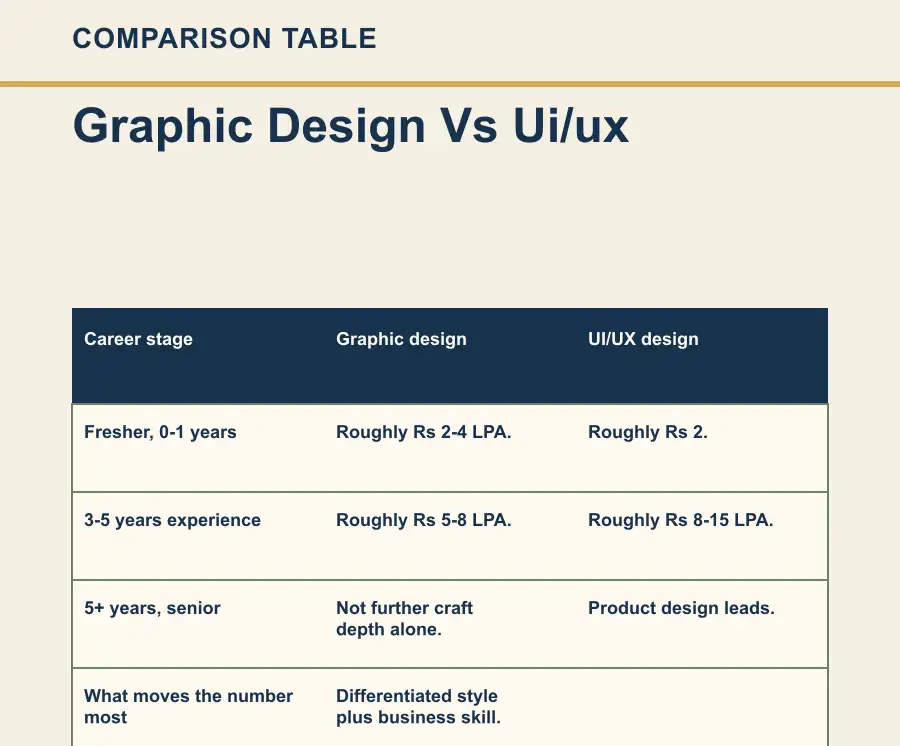 COMPARISON TABLE
Graphic Design Vs Ui/ux
Career stage
Graphic design
UI/UX design
Fresher, 0-1 years
Roughly Rs 2-4 LPA.
Roughly Rs 2.
3-5 years experience
Roughly Rs 5-8 LPA.
Roughly Rs 8-15 LPA.
5+ years, senior
Not further craft
depth alone.
Product design leads.
What moves the number
most
Differentiated style
plus business skill.